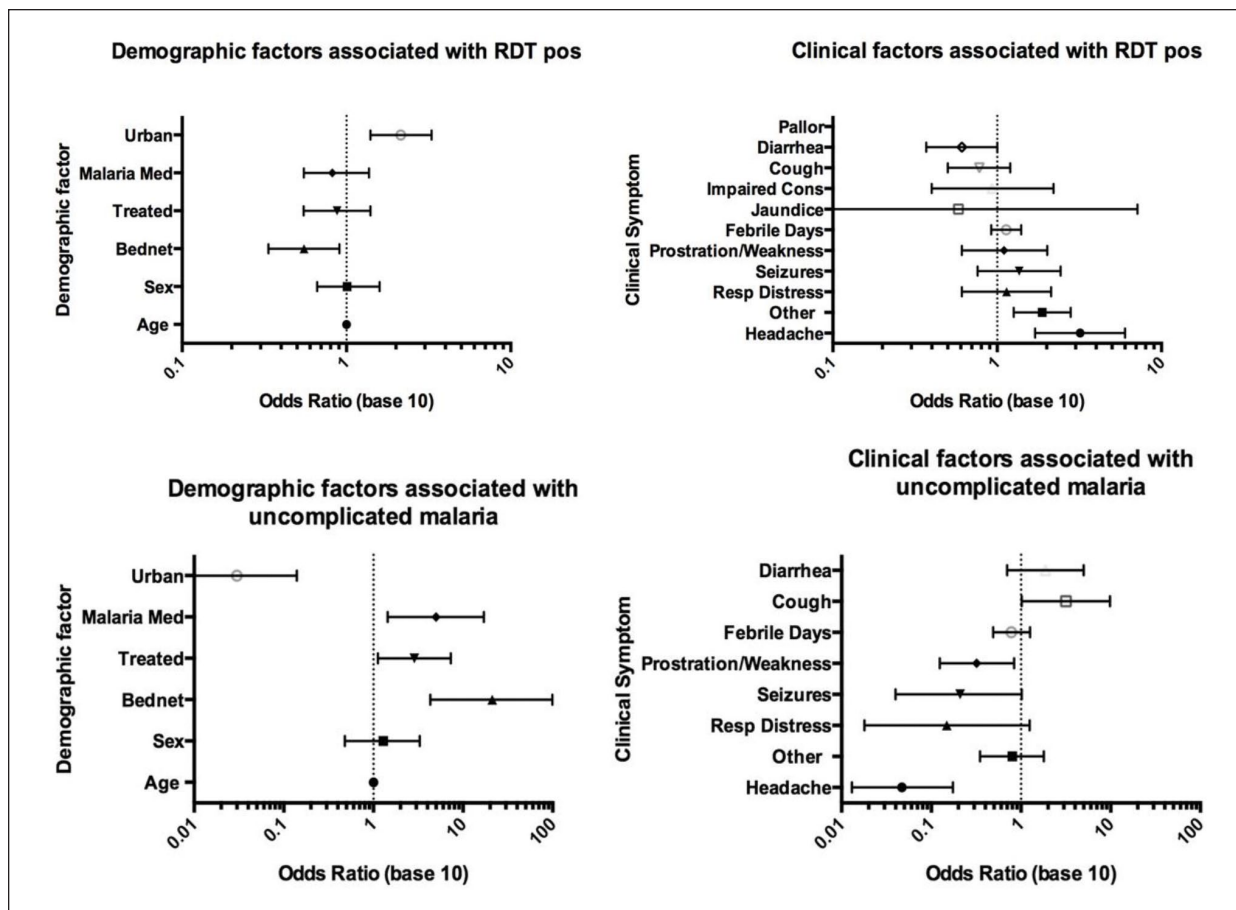 Demographic factors associated with RDT pos
Demographic factor
Urban
Malaria Med
Treated
Bednet
Sex
Age
0.1
1
10
Odds Ratio (base 10)
Clinical factors associated with RDT pos
Clinical Symptom
Pallor
Diarrhea
Cough
Impaired Cons
Jaundice
Febrile Days
Prostration/Weakness
Seizures
Resp Distress
Other
Headache
0.1
1
10
Odds Ratio (base 10)
Demographic factors associated with
uncomplicated malaria
Demographic factor
Urban
Malaria Med
Treated
Bednet
Sex
Age
0.01
0.1
1
10
100
Odds Ratio (base 10)
Clinical factors associated with
uncomplicated malaria
Clinical Symptom
Diarrhea
Cough
Febrile Days
Prostration/Weakness
Seizures
Resp Distress
Other
Headache
0.01
0.1
1
10
100
Odds Ratio (base 10)